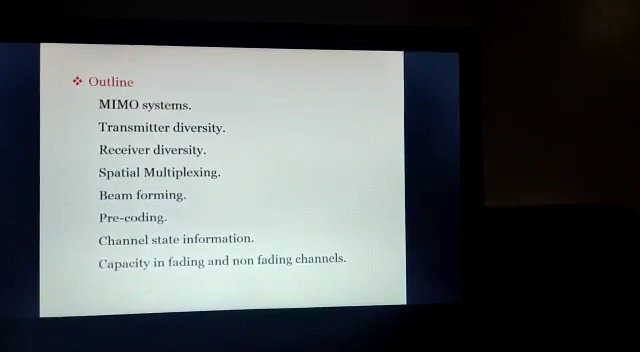 ❖ Outline
MIMO systems.
Transmitter diversity.
Receiver diversity.
Spatial Multiplexing.
Beam forming.
Pre-coding.
Channel state information.
Capacity in fading and non fading channels.